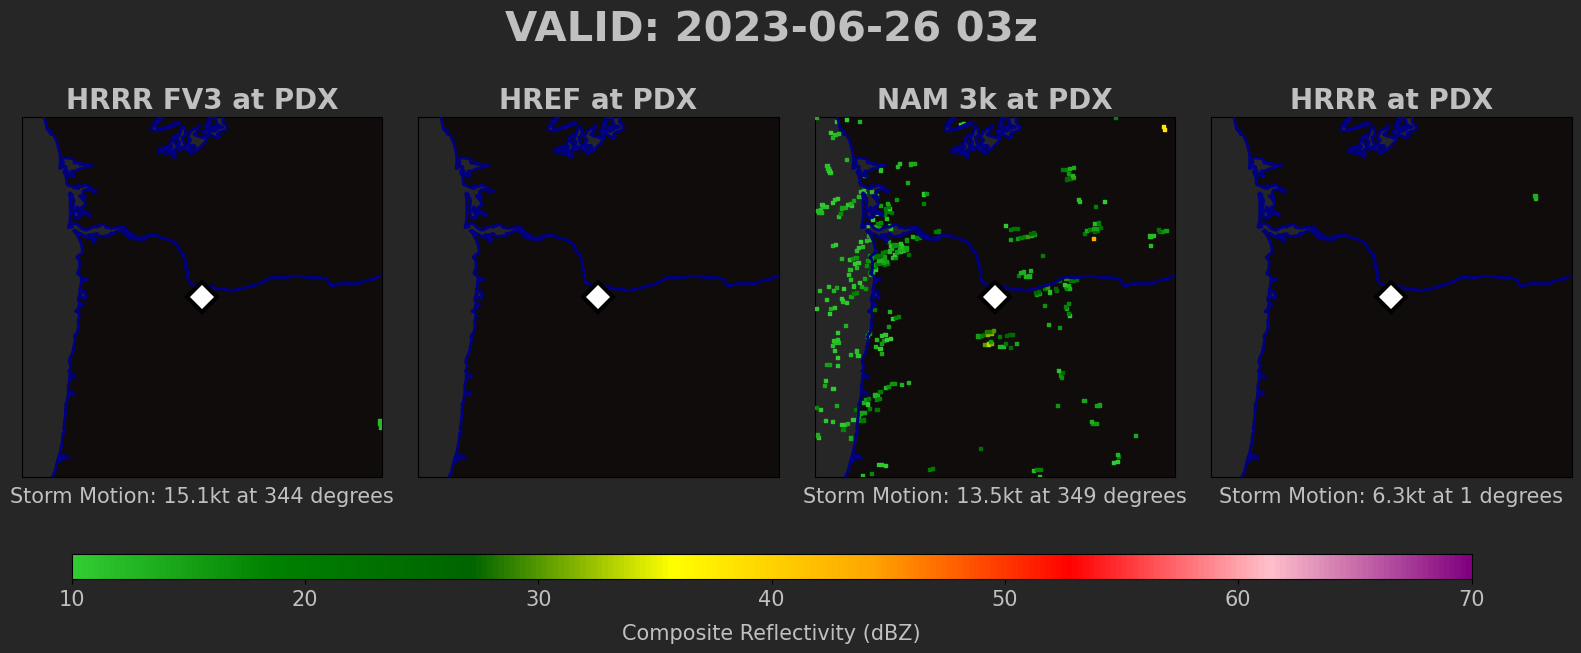 VALID: 2023-06-26 03z
HRRR FV3 at PDX
HREF at PDX
NAM 3k at PDX
HRRR at PDX
Storm Motion: 15.1kt at 344 degrees
Storm Motion: 13.5kt at 349 degrees
Storm Motion: 6.3kt at 1 degrees
10 20 30 40 50 60 70
Composite Reflectivity (dBZ)